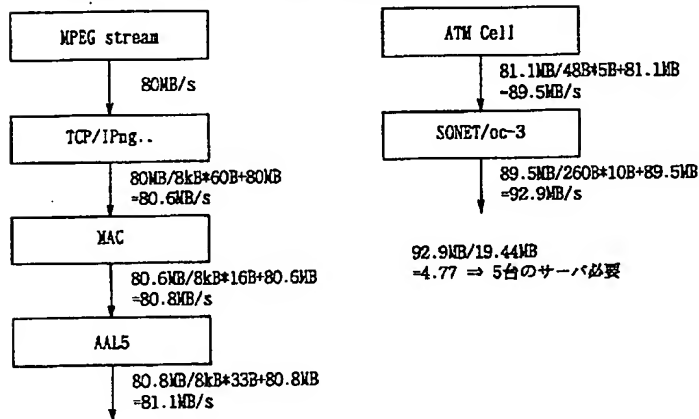 MPEG stream
80MB/s
TCP/IPng..
80MB/8kB*60B+80MB
=80.6MB/s
MAC
80.6MB/8kB*16B+80.6MB
=80.8MB/s
AAL5
80.8MB/8kB*33B+80.8MB
=81.1MB/s
ATM Cell
81.1MB/48B*5B+81.1MB
=89.5MB/s
SONET/oc-3
89.5MB/260B*10B+89.5MB
=92.9MB/s
92.9MB/19.44MB
=4.77 ⇒ 5台のサーバ必要